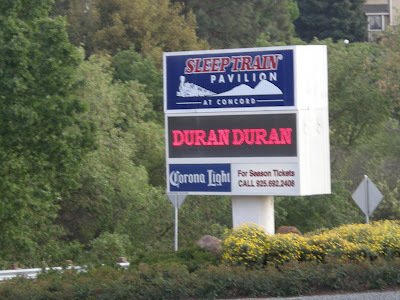 SLEEP TRAIN
PAVILION
AT CONCORD
DURAN DURAN
Corona Light
For Season Tickets
CALL 925.692.2408